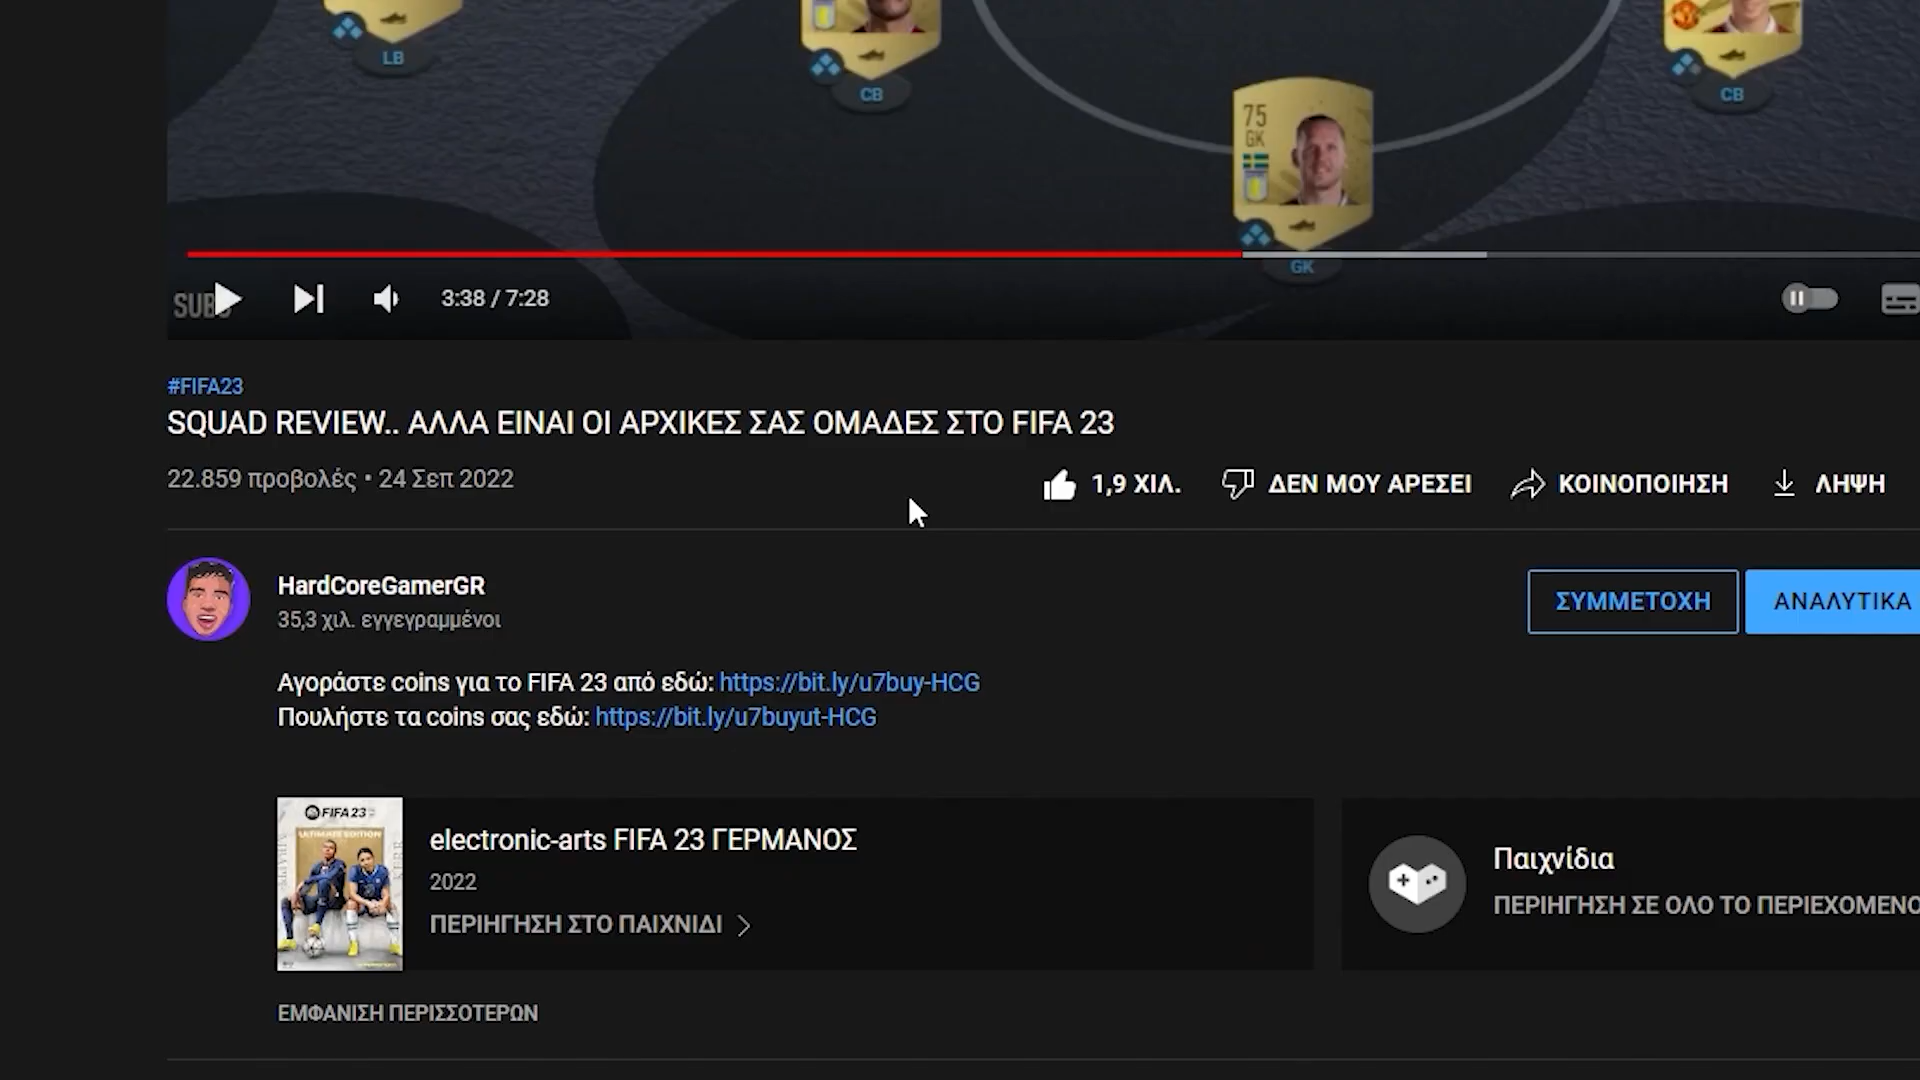 LB
CB
CB
75
GK
GK
SUB
3:38 / 7:28
#FIFA23
SQUAD REVIEW.. ΑΛΛΑ ΕΙΝΑΙ ΟΙ ΑΡΧΙΚΕΣ ΣΑΣ ΟΜΑΔΕΣ ΣΤΟ FIFA 23
22.859 προβολές • 24 Σεπ 2022
1,9 ΧΙΛ. ΔΕΝ ΜΟΥ ΑΡΕΣΕΙ ΚΟΙΝΟΠΟΙΗΣΗ ΛΗΨΗ
HardCoreGamerGR
35,3 χιλ. εγγεγραμμένοι
ΣΥΜΜΕΤΟΧΗ ΑΝΑΛΥΤΙΚΑ
Αγοράστε coins για το FIFA 23 από εδώ: https://bit.ly/u7buy-HCG
Πουλήστε τα coins σας εδώ: https://bit.ly/u7buyut-HCG
FIFA 23
ULTIMATE EDITION
electronic-arts FIFA 23 ΓΕΡΜΑΝΟΣ
2022
ΠΕΡΙΗΓΗΣΗ ΣΤΟ ΠΑΙΧΝΙΔΙ
Παιχνίδια
ΠΕΡΙΗΓΗΣΗ ΣΕ ΟΛΟ ΤΟ ΠΕΡΙΕΧΟΜΕΝΟ
ΕΜΦΑΝΙΣΗ ΠΕΡΙΣΣΟΤΕΡΩΝ